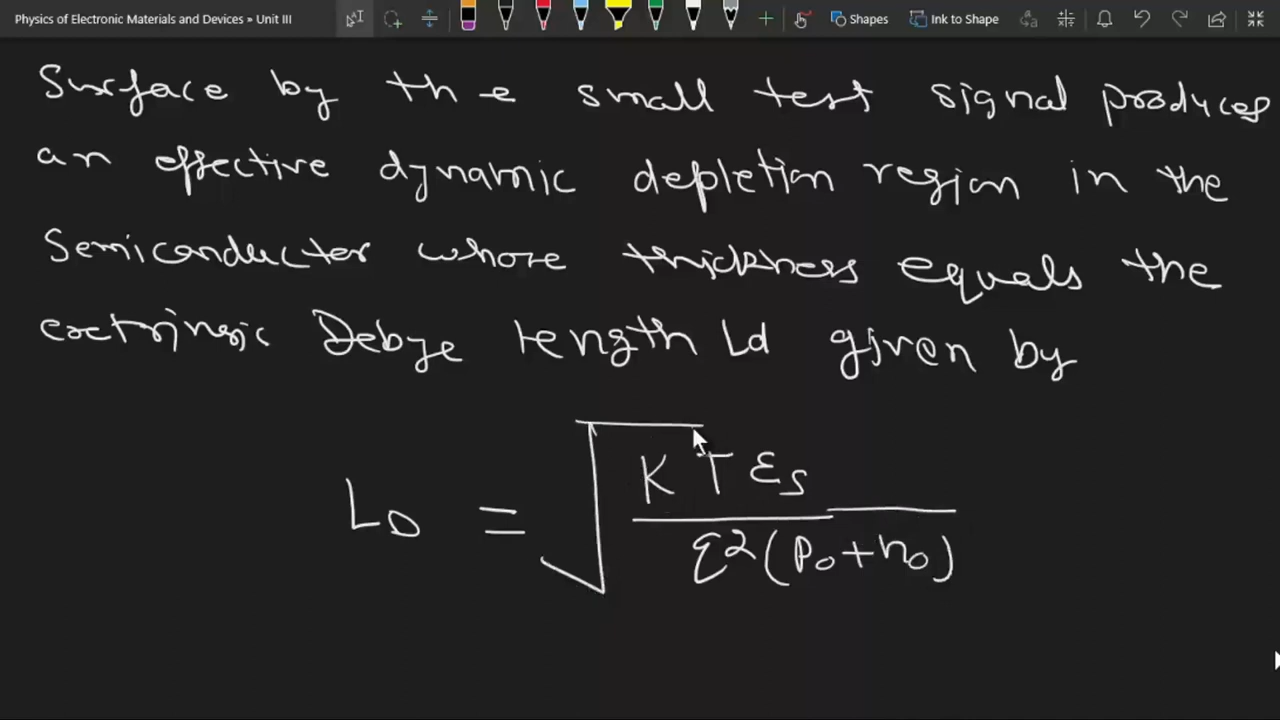 Physics of Electronic Materials and Devices » Unit III
Shapes
Ink to Shape
Surface by the small test signal produces
an effective dynamic depletion region in the
Semiconductor whose thickness equals the
extrinsic Debye length Ld given by
L_D = √(K T ε_s / q²(p₀+n₀))